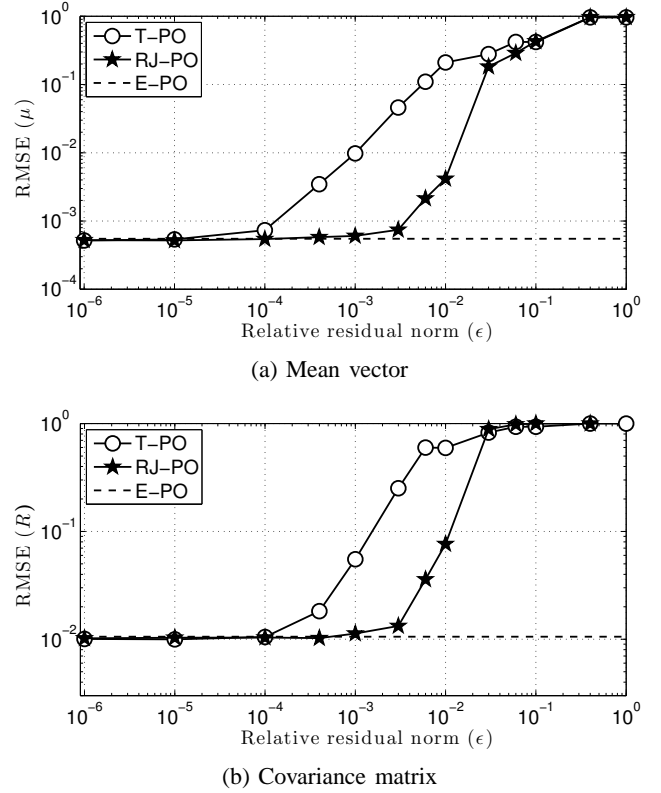 10^0
10^-1
10^-2
10^-3
10^-4
RMSE (μ)
T−PO
RJ−PO
E−PO
10^-6 10^-5 10^-4 10^-3 10^-2 10^-1 10^0
Relative residual norm (ϵ)
(a) Mean vector
10^0
10^-1
10^-2
RMSE (R)
T−PO
RJ−PO
E−PO
10^-6 10^-5 10^-4 10^-3 10^-2 10^-1 10^0
Relative residual norm (ϵ)
(b) Covariance matrix